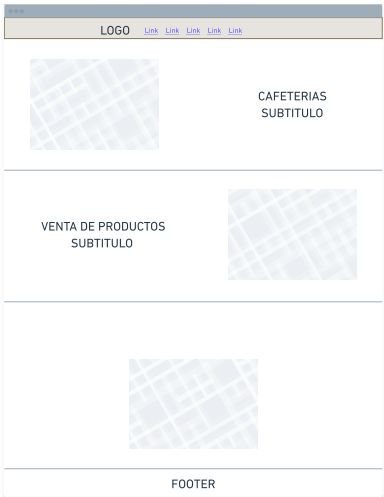 LOGO Link Link Link Link Link
CAFETERIAS
SUBTITULO
VENTA DE PRODUCTOS
SUBTITULO
FOOTER